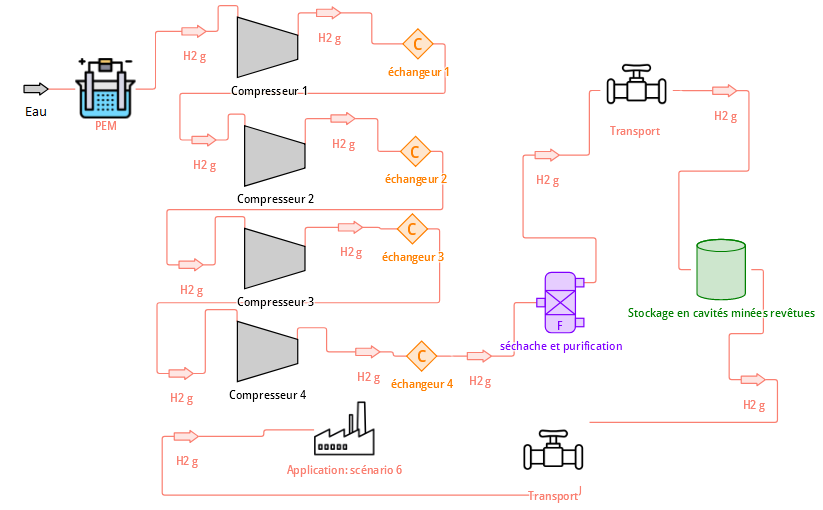 H2 g
H2 g
C
échangeur 1
Compresseur 1
+
−
Eau
PEM
H2 g
H2 g
C
échangeur 2
Compresseur 2
H2 g
Transport
H2 g
H2 g
H2 g
C
échangeur 3
Compresseur 3
F
séchache et purification
Stockage en cavités minées revêtues
H2 g
H2 g
C
échangeur 4
H2 g
Compresseur 4
H2 g
H2 g
Application: scénario 6
Transport